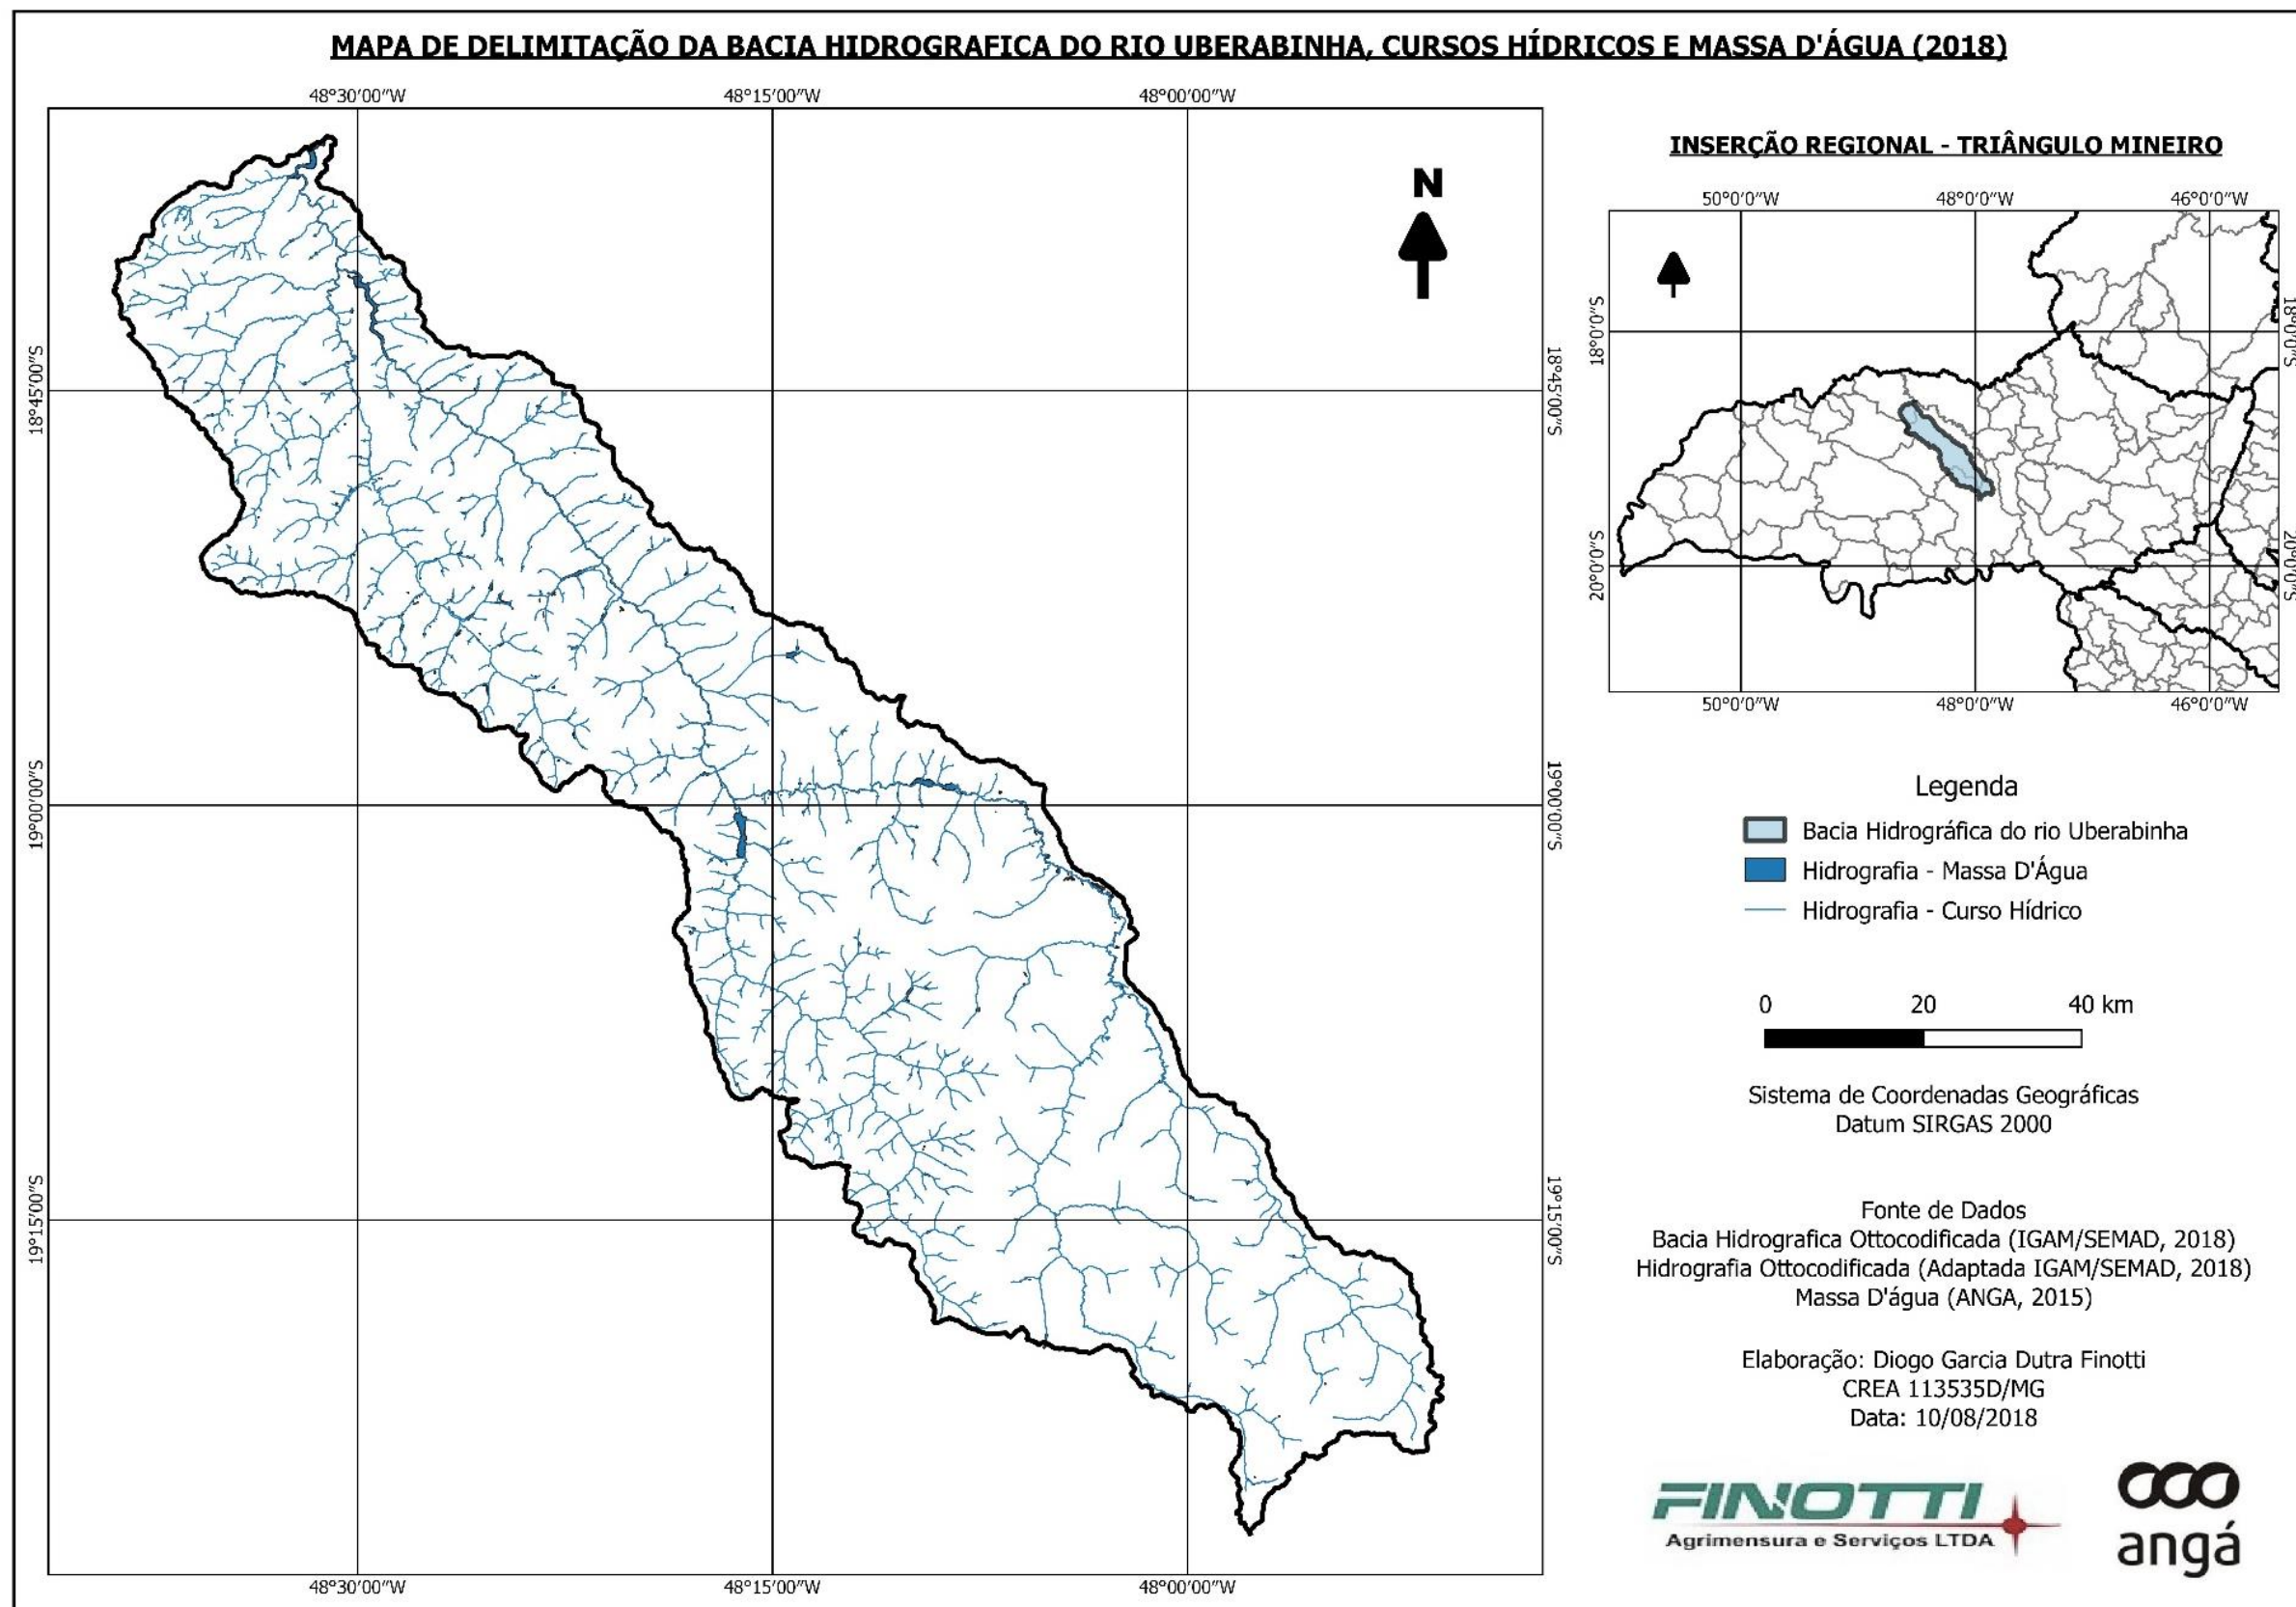 MAPA DE DELIMITAÇÃO DA BACIA HIDROGRAFICA DO RIO UBERABINHA, CURSOS HÍDRICOS E MASSA D'ÁGUA (2018)
48°30'00"W 48°15'00"W 48°00'00"W
18°45'00"S 18°45'00"S
19°00'00"S 19°00'00"S
19°15'00"S 19°15'00"S
48°30'00"W 48°15'00"W 48°00'00"W
N
INSERÇÃO REGIONAL - TRIÂNGULO MINEIRO
50°0'0"W 48°0'0"W 46°0'0"W
18°0'0"S 18°0'0"S
20°0'0"S 20°0'0"S
50°0'0"W 48°0'0"W 46°0'0"W
Legenda
Bacia Hidrográfica do rio Uberabinha
Hidrografia - Massa D'Água
Hidrografia - Curso Hídrico
0 20 40 km
Sistema de Coordenadas Geográficas
Datum SIRGAS 2000
Fonte de Dados
Bacia Hidrografica Ottocodificada (IGAM/SEMAD, 2018)
Hidrografia Ottocodificada (Adaptada IGAM/SEMAD, 2018)
Massa D'água (ANGA, 2015)
Elaboração: Diogo Garcia Dutra Finotti
CREA 113535D/MG
Data: 10/08/2018
FINOTTI
Agrimensura e Serviços LTDA
angá